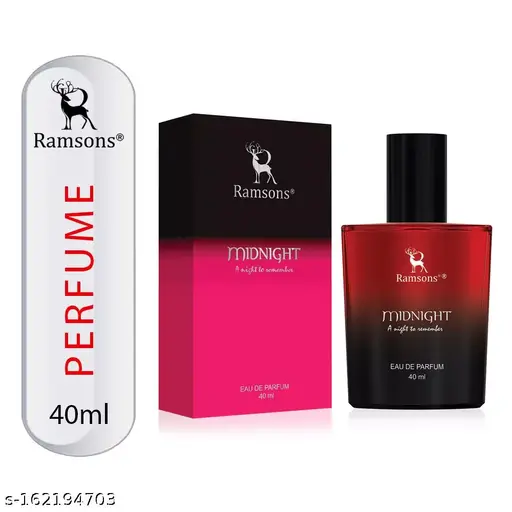 Ramsons®
PERFUME
40ml
Ramsons®
MIDNIGHT
A night to remember
EAU DE PARFUM
40 ml
Ramsons®
MIDNIGHT
A night to remember
EAU DE PARFUM
40 ml
s-162194703